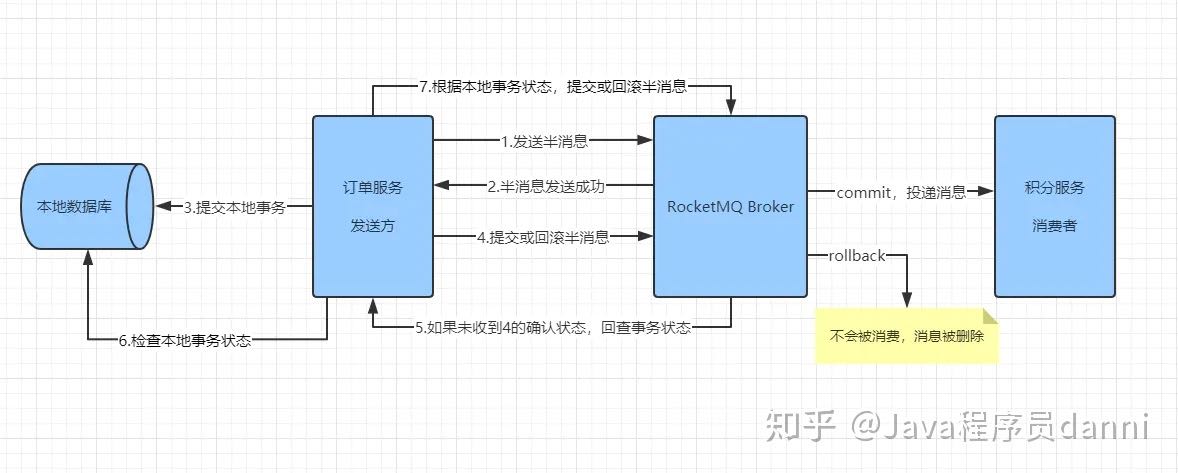 7.根据本地事务状态，提交或回滚半消息
1.发送半消息
订单服务
2.半消息发送成功
commit，投递消息
积分服务
本地数据库
3.提交本地事务
RocketMQ Broker
发送方
消费者
4.提交或回滚半消息
rollback
5.如果未收到4的确认状态，回查事务状态
6.检查本地事务状态
不会被消费，消息被删除
知乎 @Java程序员danni